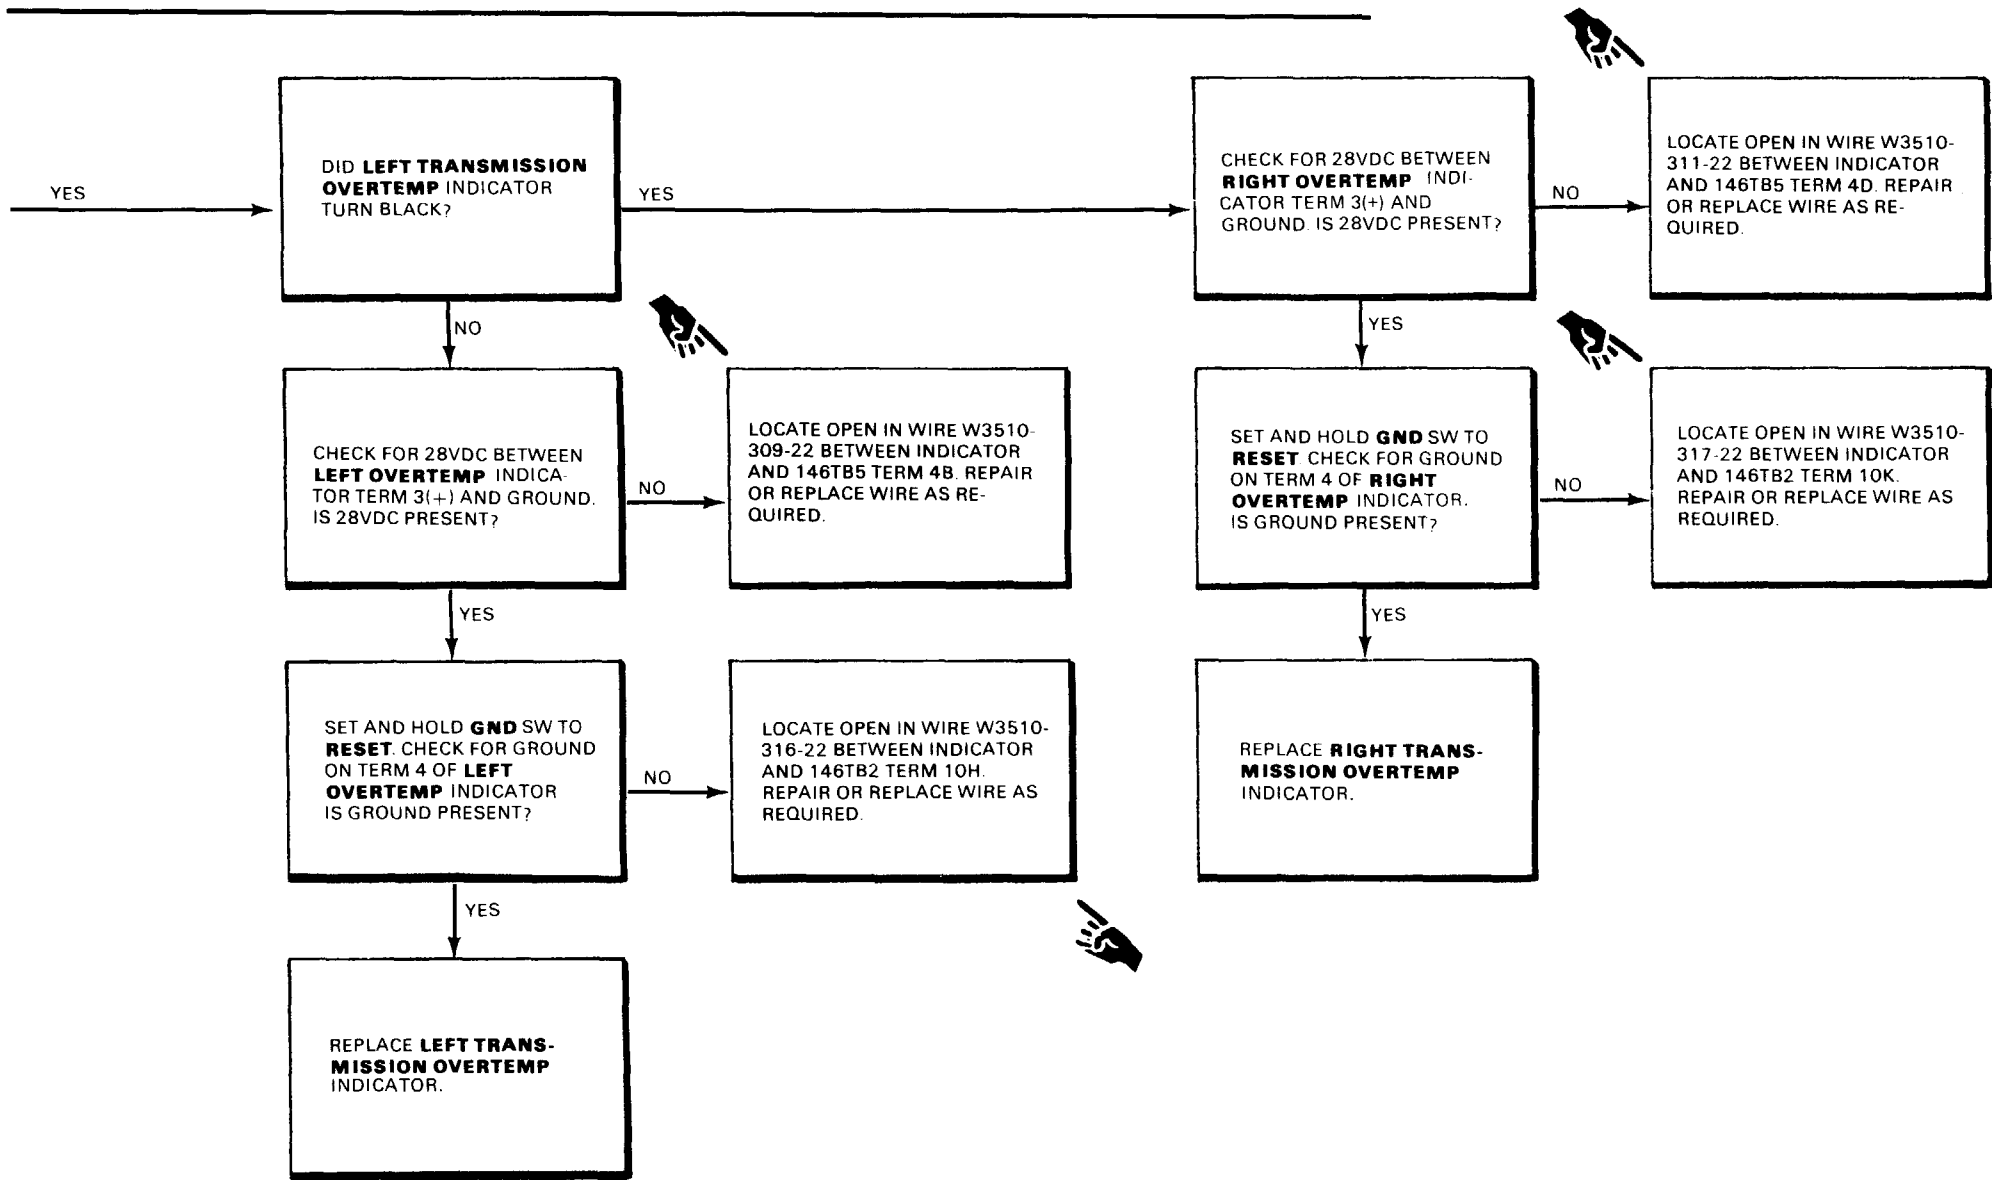 YES
DID LEFT TRANSMISSION
OVERTEMP INDICATOR
TURN BLACK?
YES
CHECK FOR 28VDC BETWEEN
RIGHT OVERTEMP INDI-
CATOR TERM 3(+) AND
GROUND. IS 28VDC PRESENT?
NO
LOCATE OPEN IN WIRE W3510-
311-22 BETWEEN INDICATOR
AND 146TB5 TERM 4D. REPAIR
OR REPLACE WIRE AS RE-
QUIRED.
NO
YES
CHECK FOR 28VDC BETWEEN
LEFT OVERTEMP INDICA-
TOR TERM 3(+) AND GROUND.
IS 28VDC PRESENT?
NO
LOCATE OPEN IN WIRE W3510-
309-22 BETWEEN INDICATOR
AND 146TB5 TERM 4B. REPAIR
OR REPLACE WIRE AS RE-
QUIRED.
SET AND HOLD GND SW TO
RESET. CHECK FOR GROUND
ON TERM 4 OF RIGHT
OVERTEMP INDICATOR.
IS GROUND PRESENT?
NO
LOCATE OPEN IN WIRE W3510-
317-22 BETWEEN INDICATOR
AND 146TB2 TERM 10K.
REPAIR OR REPLACE WIRE AS
REQUIRED.
YES
YES
SET AND HOLD GND SW TO
RESET. CHECK FOR GROUND
ON TERM 4 OF LEFT
OVERTEMP INDICATOR
IS GROUND PRESENT?
NO
LOCATE OPEN IN WIRE W3510-
316-22 BETWEEN INDICATOR
AND 146TB2 TERM 10H.
REPAIR OR REPLACE WIRE AS
REQUIRED.
REPLACE RIGHT TRANS-
MISSION OVERTEMP
INDICATOR.
YES
REPLACE LEFT TRANS-
MISSION OVERTEMP
INDICATOR.